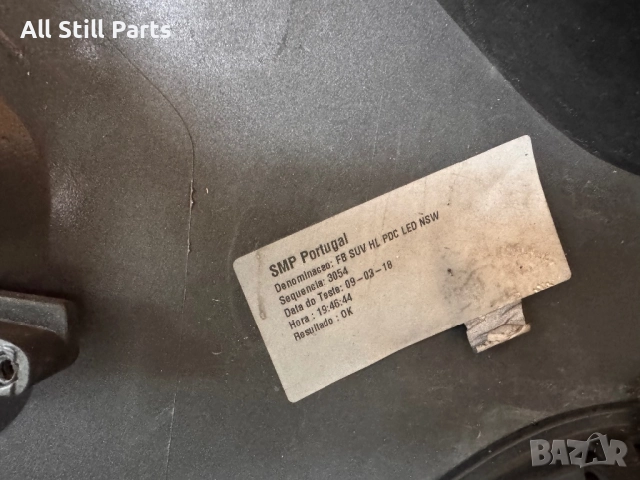 All Still Parts
SMP Portugal
Denominacao: FB SUV HL PDC LED NSW
Sequencia: 3054
Data do Teste: 09-03-18
Hora : 19:46:44
Resultado : OK
BAZAR